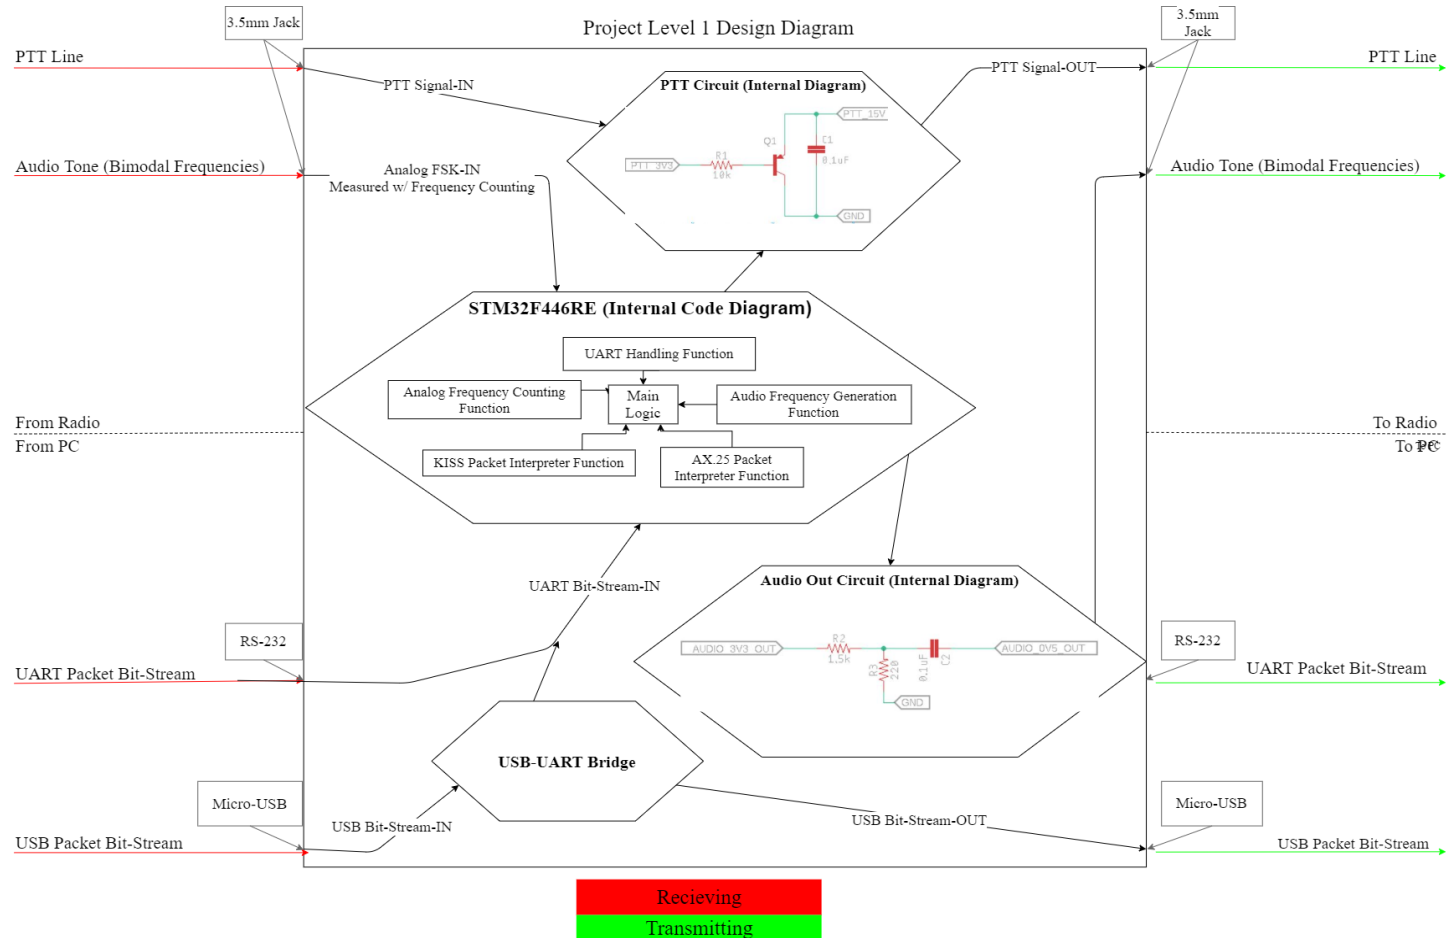 Project Level 1 Design Diagram
3.5mm Jack
3.5mm
Jack
PTT Line
PTT Line
PTT Signal-IN
PTT Signal-OUT
PTT Circuit (Internal Diagram)
PTT_15V
Q1
C1
0.1uF
PTT_3V3
R1
10k
GND
Audio Tone (Bimodal Frequencies)
Audio Tone (Bimodal Frequencies)
Analog FSK-IN
Measured w/ Frequency Counting
STM32F446RE (Internal Code Diagram)
UART Handling Function
Analog Frequency Counting
Function
Main
Logic
Audio Frequency Generation
Function
KISS Packet Interpreter Function
AX.25 Packet
Interpreter Function
From Radio
From PC
To Radio
To PC
UART Bit-Stream-IN
Audio Out Circuit (Internal Diagram)
AUDIO_3V3_OUT
R2
1.5k
R3
220
0.1uF
C2
AUDIO_0V5_OUT
GND
RS-232
RS-232
UART Packet Bit-Stream
UART Packet Bit-Stream
USB-UART Bridge
Micro-USB
Micro-USB
USB Bit-Stream-IN
USB Bit-Stream-OUT
USB Packet Bit-Stream
USB Packet Bit-Stream
Recieving
Transmitting